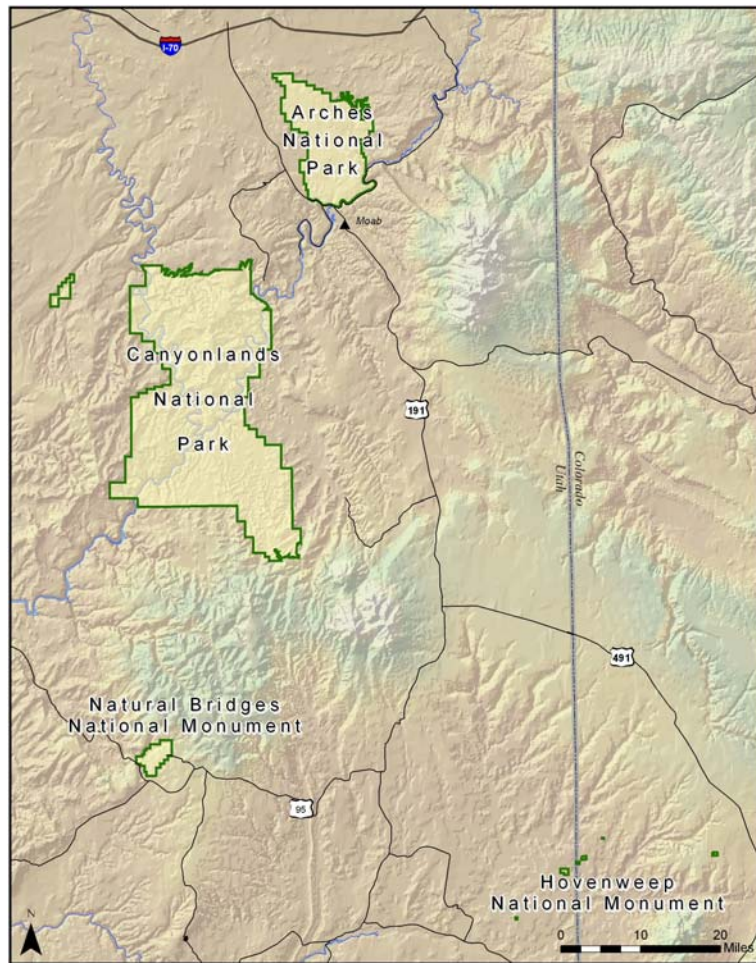 I-70
Arches
National
Park
Moab
Canyonlands
National
Park
191
Colorado
Utah
491
Natural Bridges
National Monument
95
Hovenweep
National Monument
N
0 10 20
Miles